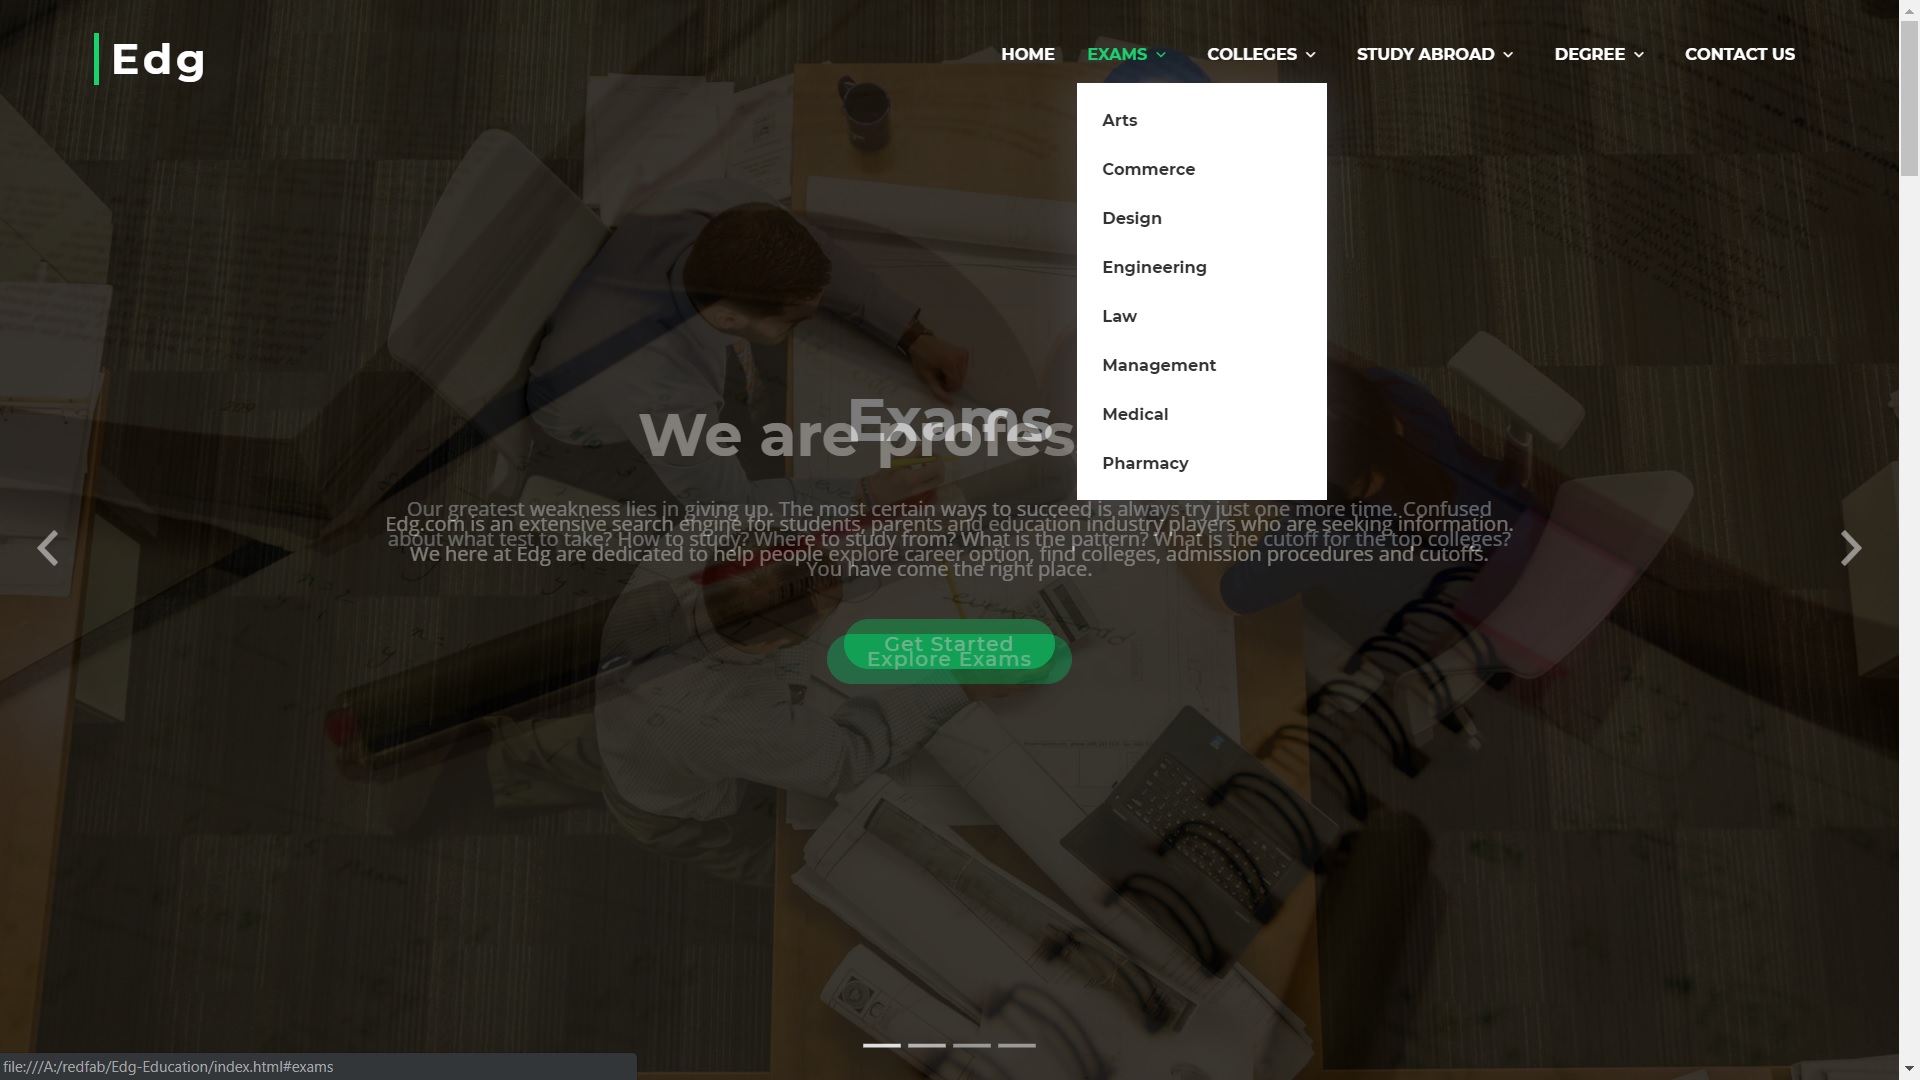 Edg
HOME EXAMS COLLEGES STUDY ABROAD DEGREE CONTACT US
Arts
Commerce
Design
Engineering
Law
Management
Medical
Pharmacy
Exams
We are profes
Our greatest weakness lies in giving up. The most certain ways to succeed is always try just one more time. Confused
Edg.com is an extensive search engine for students, parents and education industry players who are seeking information.
about what test to take? How to study? Where to study from? What is the pattern? What is the cutoff for the top colleges?
We here at Edg are dedicated to help people explore career option, find colleges, admission procedures and cutoffs.
You have come the right place.
Get Started
Explore Exams
file:///A:/redfab/Edg-Education/index.html#exams